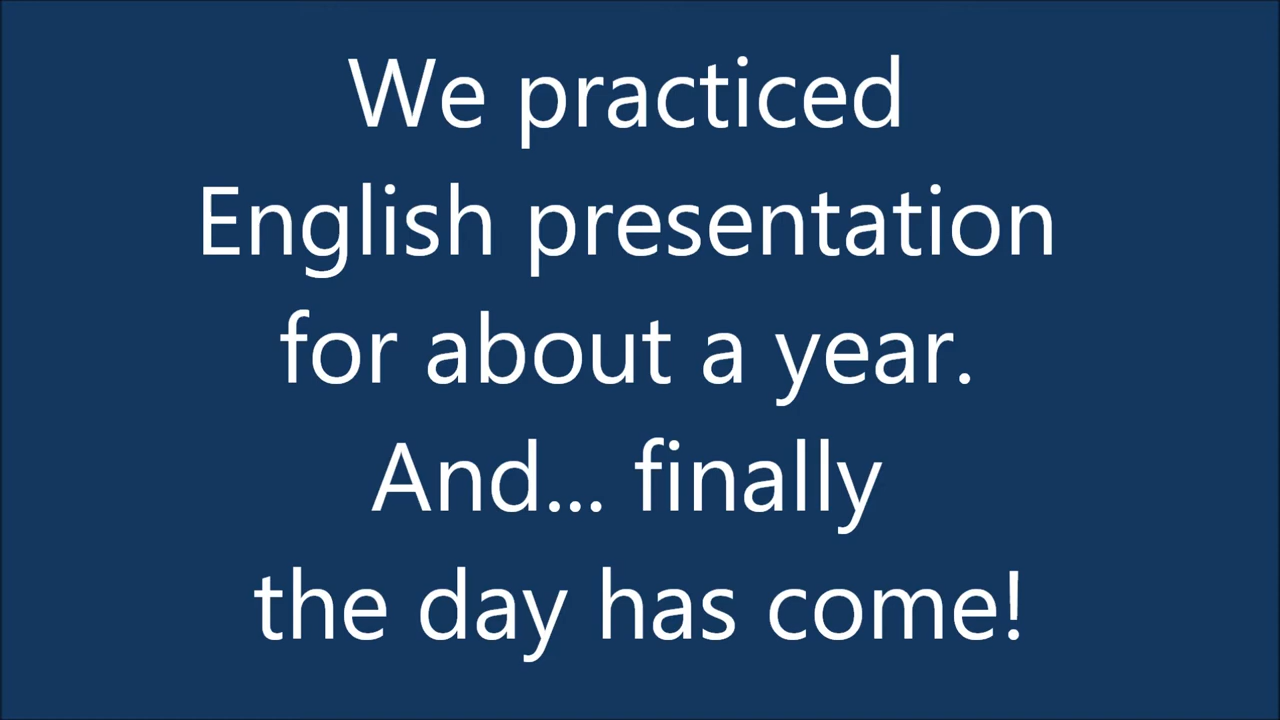 We practiced
English presentation
for about a year.
And... finally
the day has come!